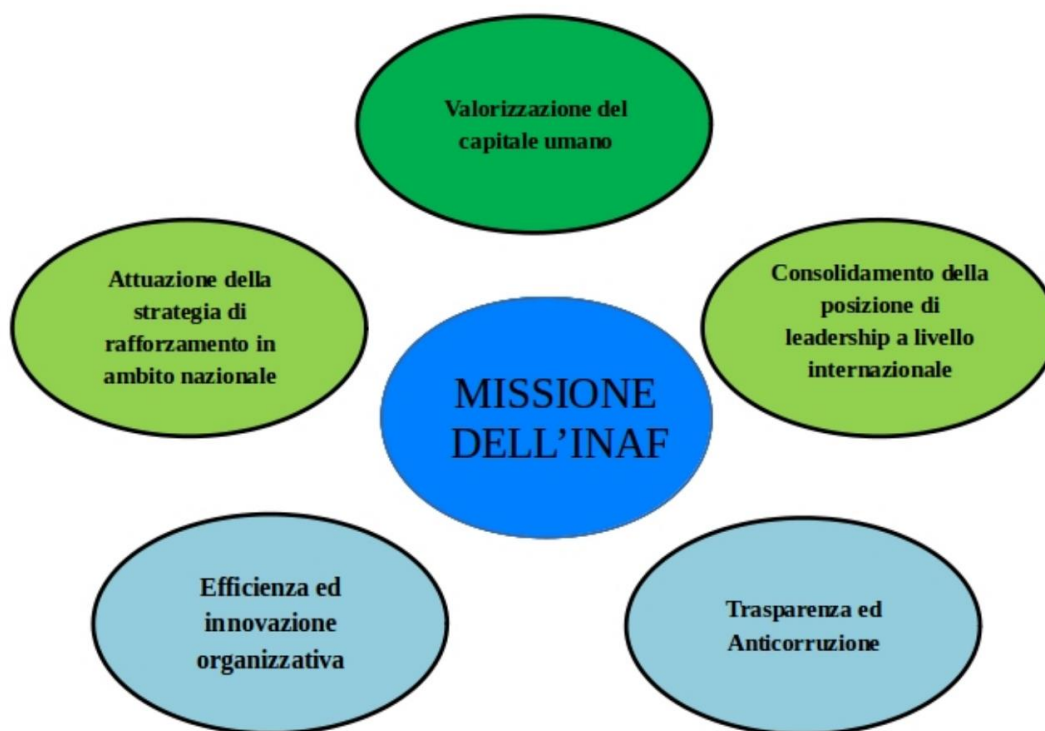 Valorizzazione del
capitale umano
Attuazione della
strategia di
rafforzamento in
ambito nazionale
Consolidamento della
posizione di
leadership a livello
internazionale
MISSIONE
DELL’INAF
Efficienza ed
innovazione
organizzativa
Trasparenza ed
Anticorruzione